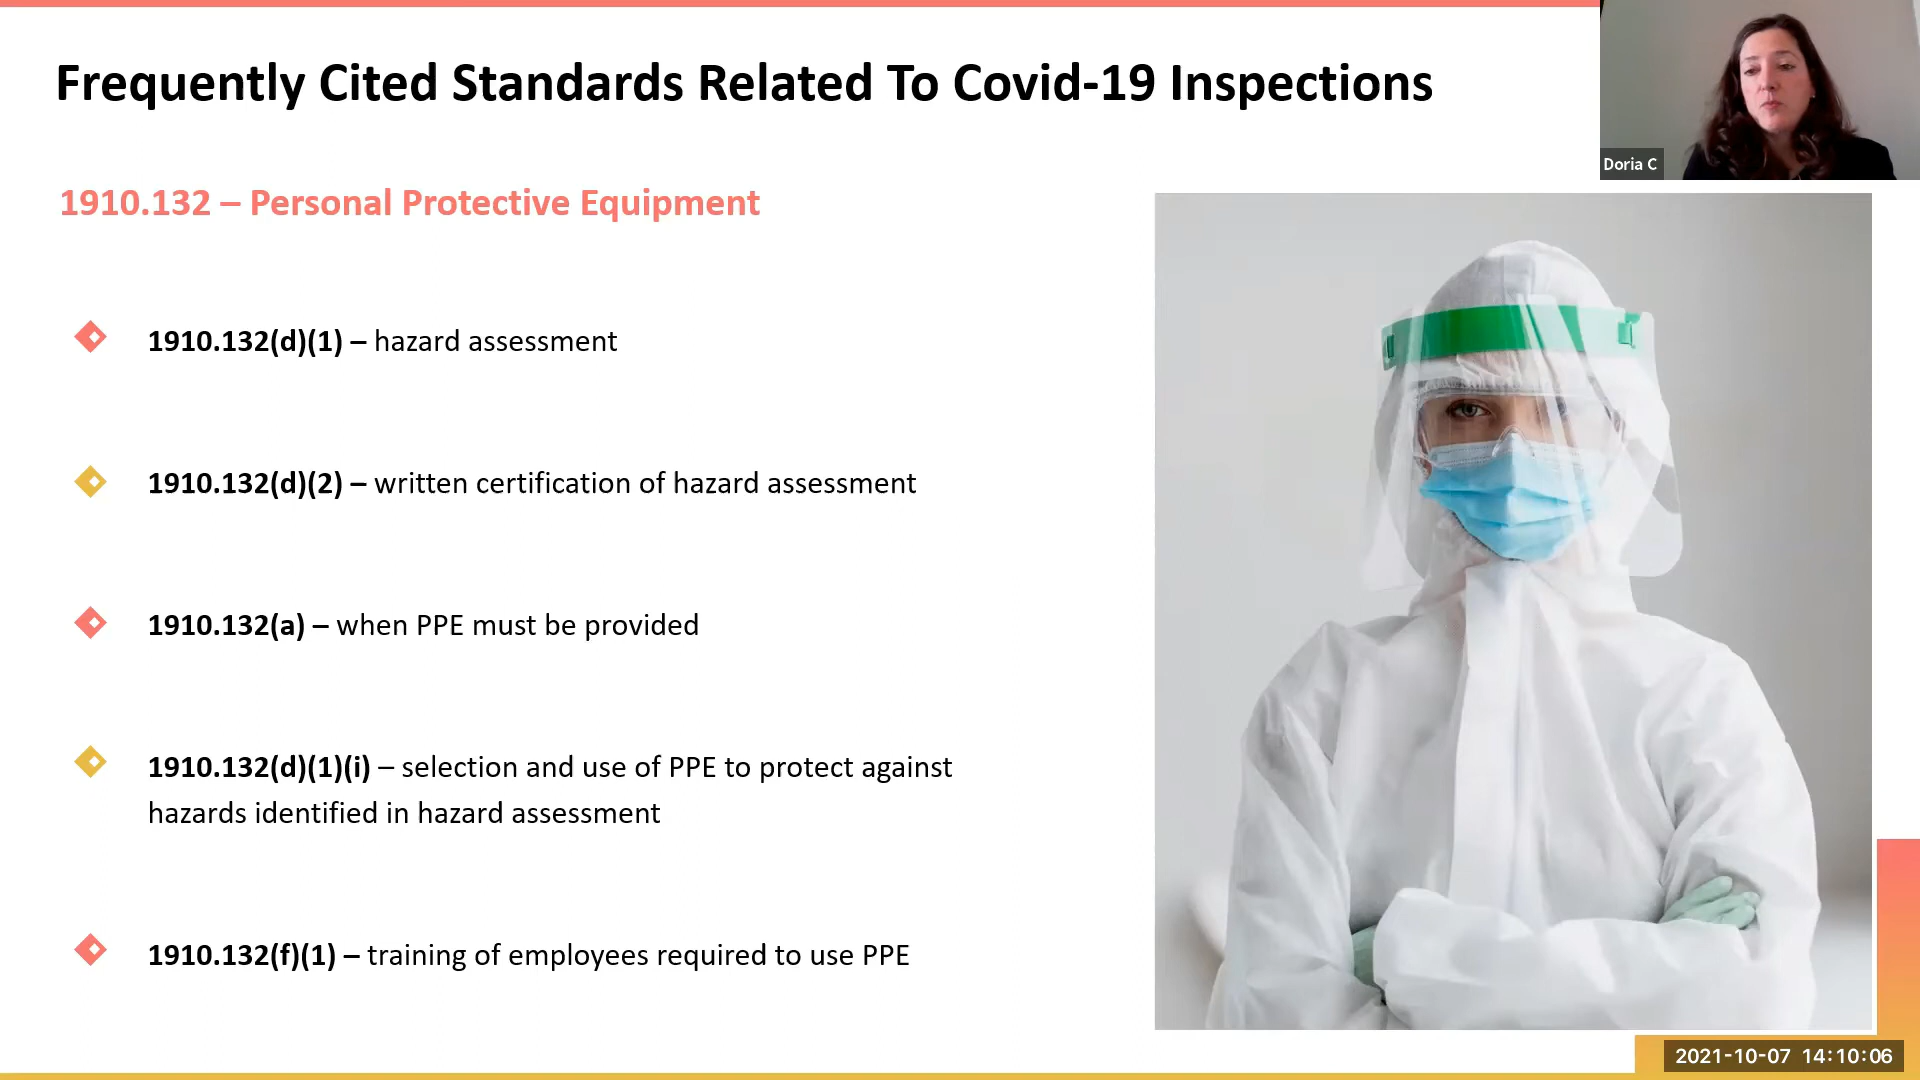 Frequently Cited Standards Related To Covid-19 Inspections
Doria C
1910.132 – Personal Protective Equipment
1910.132(d)(1) – hazard assessment
1910.132(d)(2) – written certification of hazard assessment
1910.132(a) – when PPE must be provided
1910.132(d)(1)(i) – selection and use of PPE to protect against
hazards identified in hazard assessment
1910.132(f)(1) – training of employees required to use PPE
2021-10-07 14:10:06